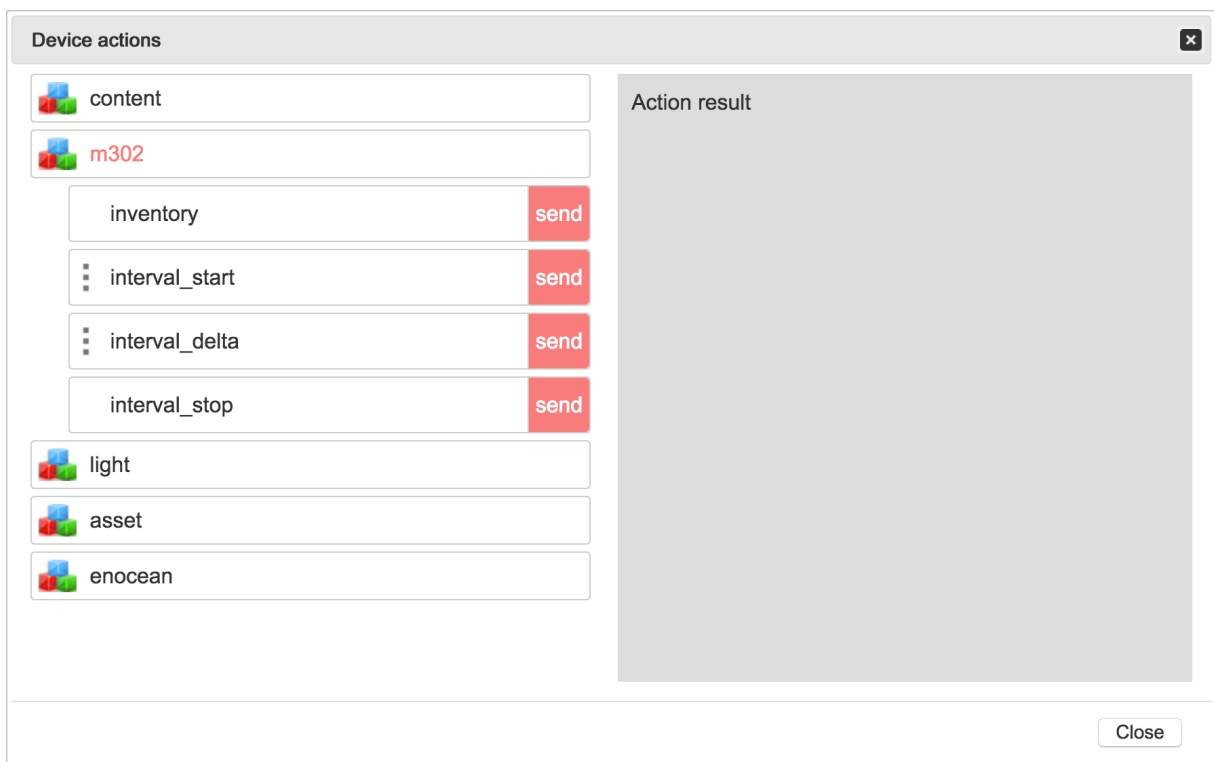 Device actions
content
Action result
m302
inventory
send
interval_start
send
interval_delta
send
interval_stop
send
light
asset
enocean
Close